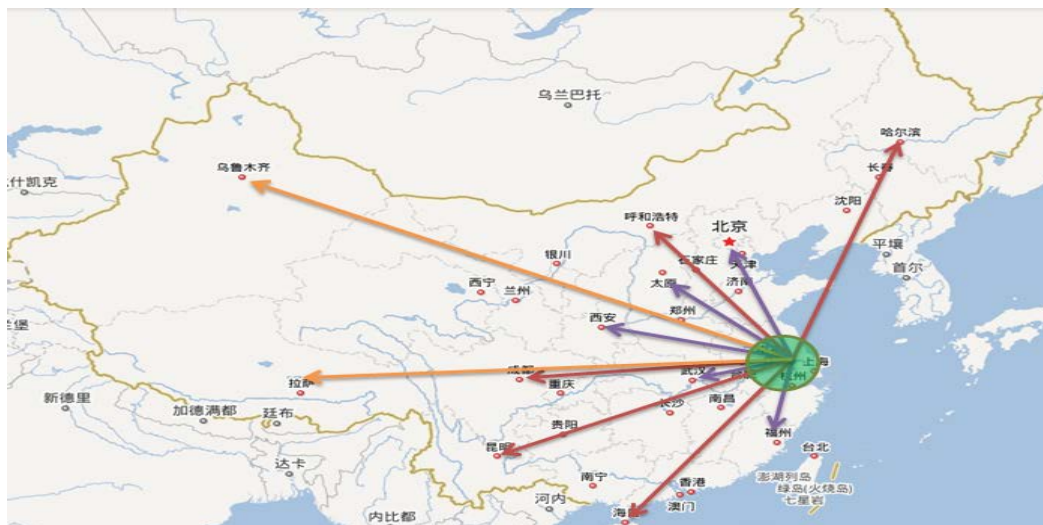 乌兰巴托
哈尔滨
长春
乌鲁木齐
什凯克
沈阳
呼和浩特
北京
平壤
天津
银川
石家庄
首尔
太原
济南
西宁
兰州
兰堡
西安
郑州
上海
成都
武汉
杭州
拉萨
重庆
新德里
南昌
长沙
加德满都
廷布
贵阳
福州
昆明
台北
达卡
南宁
香港
澎湖列岛
绿岛(火烧岛)
七星岩
河内
澳门
海口
内比都